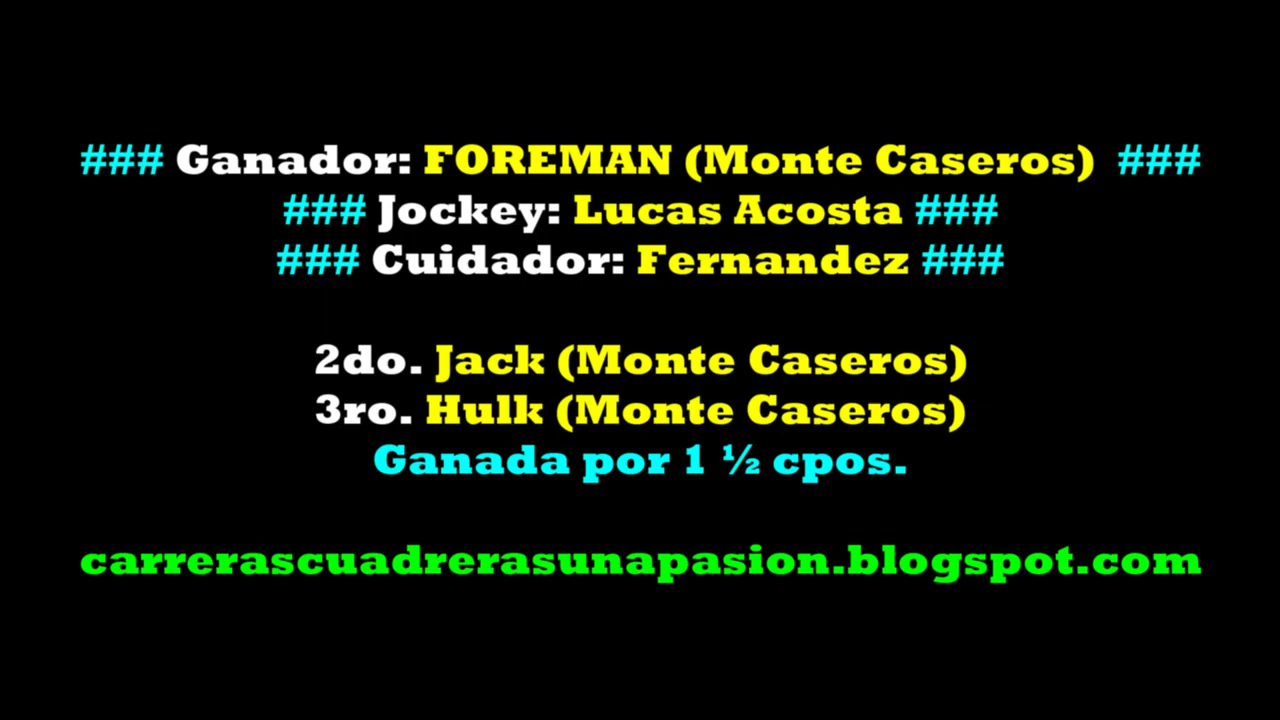 ### Ganador: FOREMAN (Monte Caseros) ###
### Jockey: Lucas Acosta ###
### Cuidador: Fernandez ###
2do. Jack (Monte Caseros)
3ro. Hulk (Monte Caseros)
Ganada por 1 ½ cpos.
carrerascuadrerasunapasion.blogspot.com